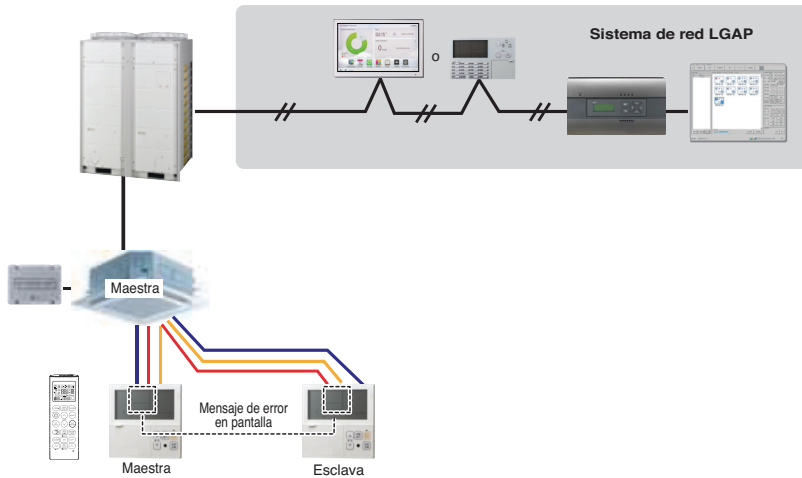 Sistema de red LGAP
o
Maestra
Mensaje de error
en pantalla
Maestra
Esclava